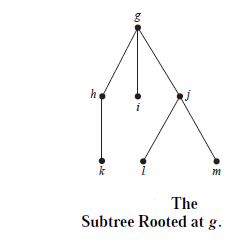 g
h i j
k l m
The
Subtree Rooted at g.